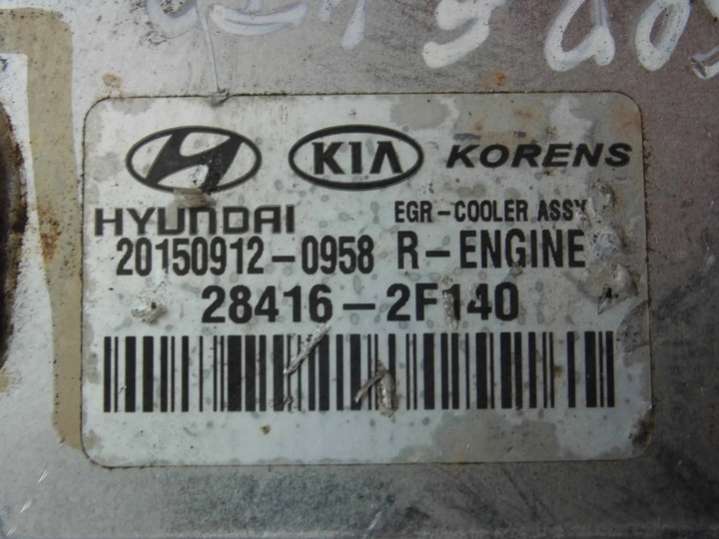 KIA KORENS
HYUNDAI EGR-COOLER ASSY
20150912-0958 R-ENGINE
28416-2F140